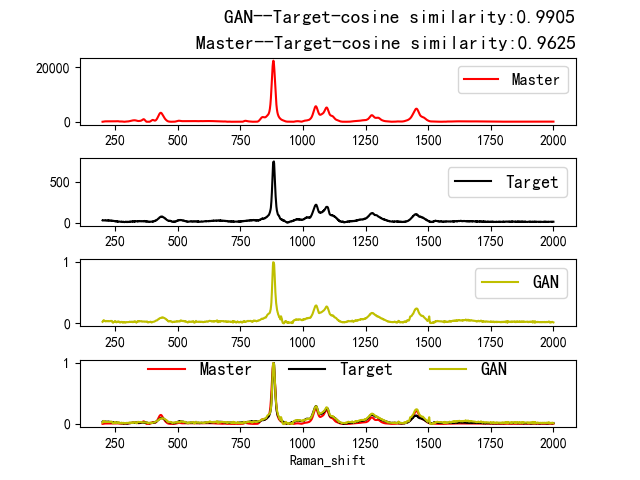 GAN--Target-cosine similarity:0.9905
Master--Target-cosine similarity:0.9625
20000
0
Master
250 500 750 1000 1250 1500 1750 2000
500
0
Target
250 500 750 1000 1250 1500 1750 2000
1
0
GAN
250 500 750 1000 1250 1500 1750 2000
1
0
Master Target GAN
250 500 750 1000 1250 1500 1750 2000
Raman_shift